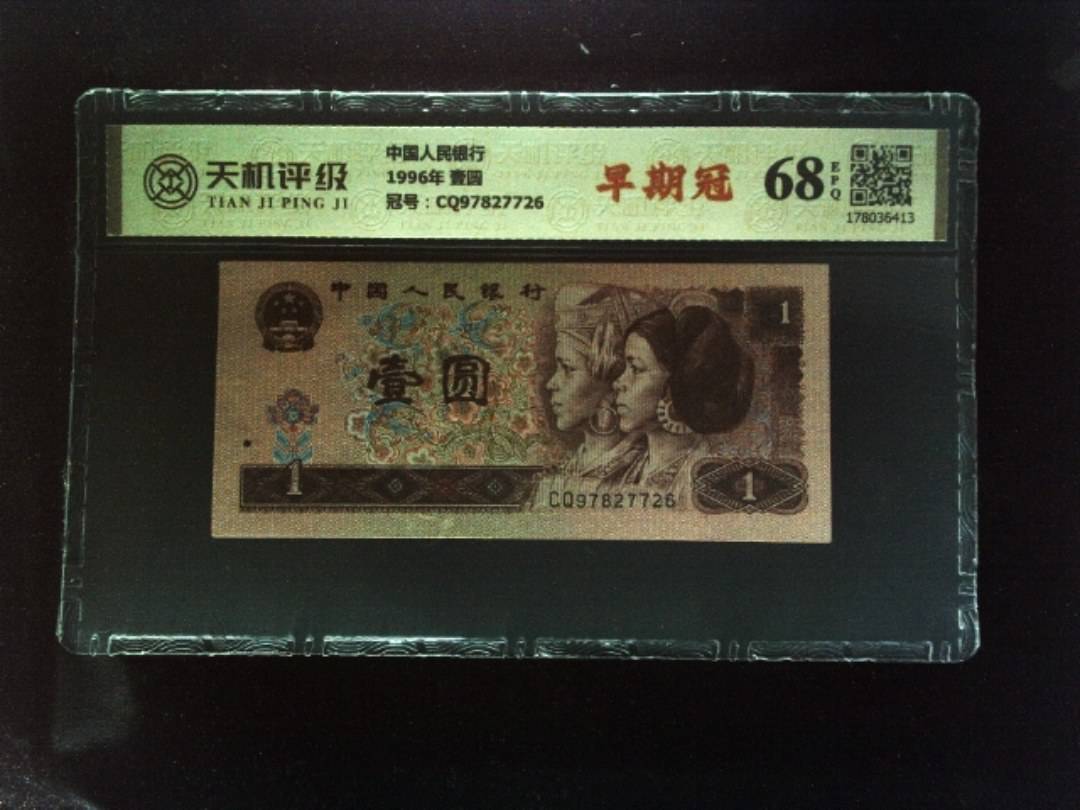 天机评级
TIAN JI PING JI
中国人民银行
1996年 壹圆
冠号：CQ97827726
早期冠
68
EPQ
178036413
中国人民银行
1
壹圆
1
CQ97827726
1